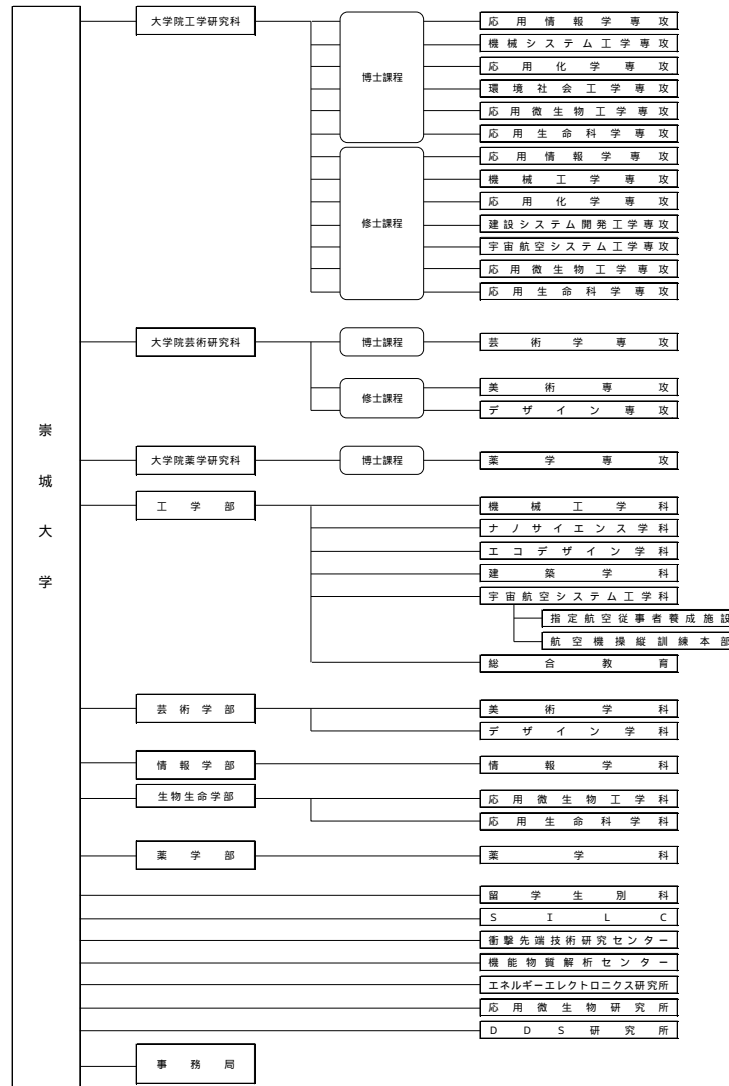 崇城大学
大学院工学研究科
博士課程
応用情報学専攻
機械システム工学専攻
応用化学専攻
環境社会工学専攻
応用微生物工学専攻
応用生命科学専攻
修士課程
応用情報学専攻
機械工学専攻
応用化学専攻
建設システム開発工学専攻
宇宙航空システム工学専攻
応用微生物工学専攻
応用生命科学専攻
大学院芸術研究科
博士課程
芸術学専攻
修士課程
美術専攻
デザイン専攻
大学院薬学研究科
博士課程
薬学専攻
工学部
機械工学科
ナノサイエンス学科
エコデザイン学科
建築学科
宇宙航空システム工学科
指定航空従事者養成施設
航空機操縦訓練本部
総合教育
芸術学部
美術学科
デザイン学科
情報学部
情報学科
生物生命学部
応用微生物工学科
応用生命科学科
薬学部
薬学科
留学生別科
SILC
衝撃先端技術研究センター
機能物質解析センター
エネルギーエレクトロニクス研究所
応用微生物研究所
DDS研究所
事務局